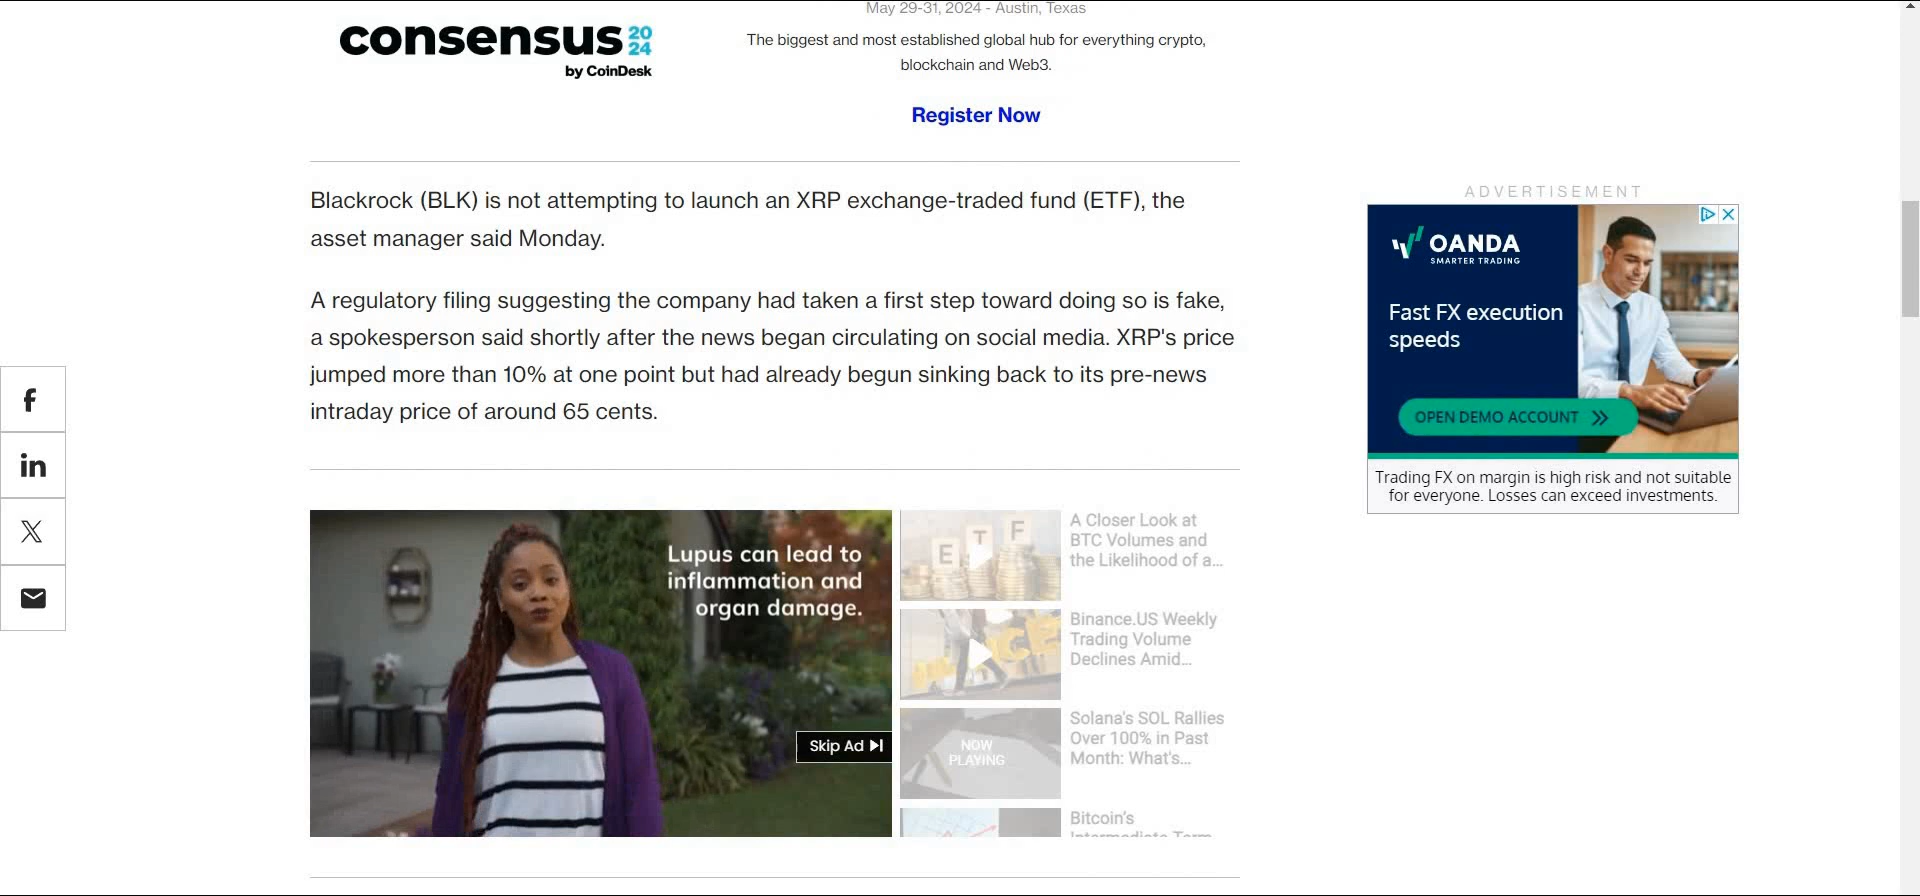 May 29-31, 2024 - Austin, Texas
consensus 20
24
by CoinDesk
The biggest and most established global hub for everything crypto,
blockchain and Web3.
Register Now
Blackrock (BLK) is not attempting to launch an XRP exchange-traded fund (ETF), the
asset manager said Monday.
A regulatory filing suggesting the company had taken a first step toward doing so is fake,
a spokesperson said shortly after the news began circulating on social media. XRP's price
jumped more than 10% at one point but had already begun sinking back to its pre-news
intraday price of around 65 cents.
ADVERTISEMENT
OANDA
SMARTER TRADING
Fast FX execution
speeds
OPEN DEMO ACCOUNT
Trading FX on margin is high risk and not suitable
for everyone. Losses can exceed investments.
f
in
X
Lupus can lead to
inflammation and
organ damage.
Skip Ad
E T F
A Closer Look at
BTC Volumes and
the Likelihood of a...
Binance.US Weekly
Trading Volume
Declines Amid...
NOW
PLAYING
Solana's SOL Rallies
Over 100% in Past
Month: What's...
Bitcoin's